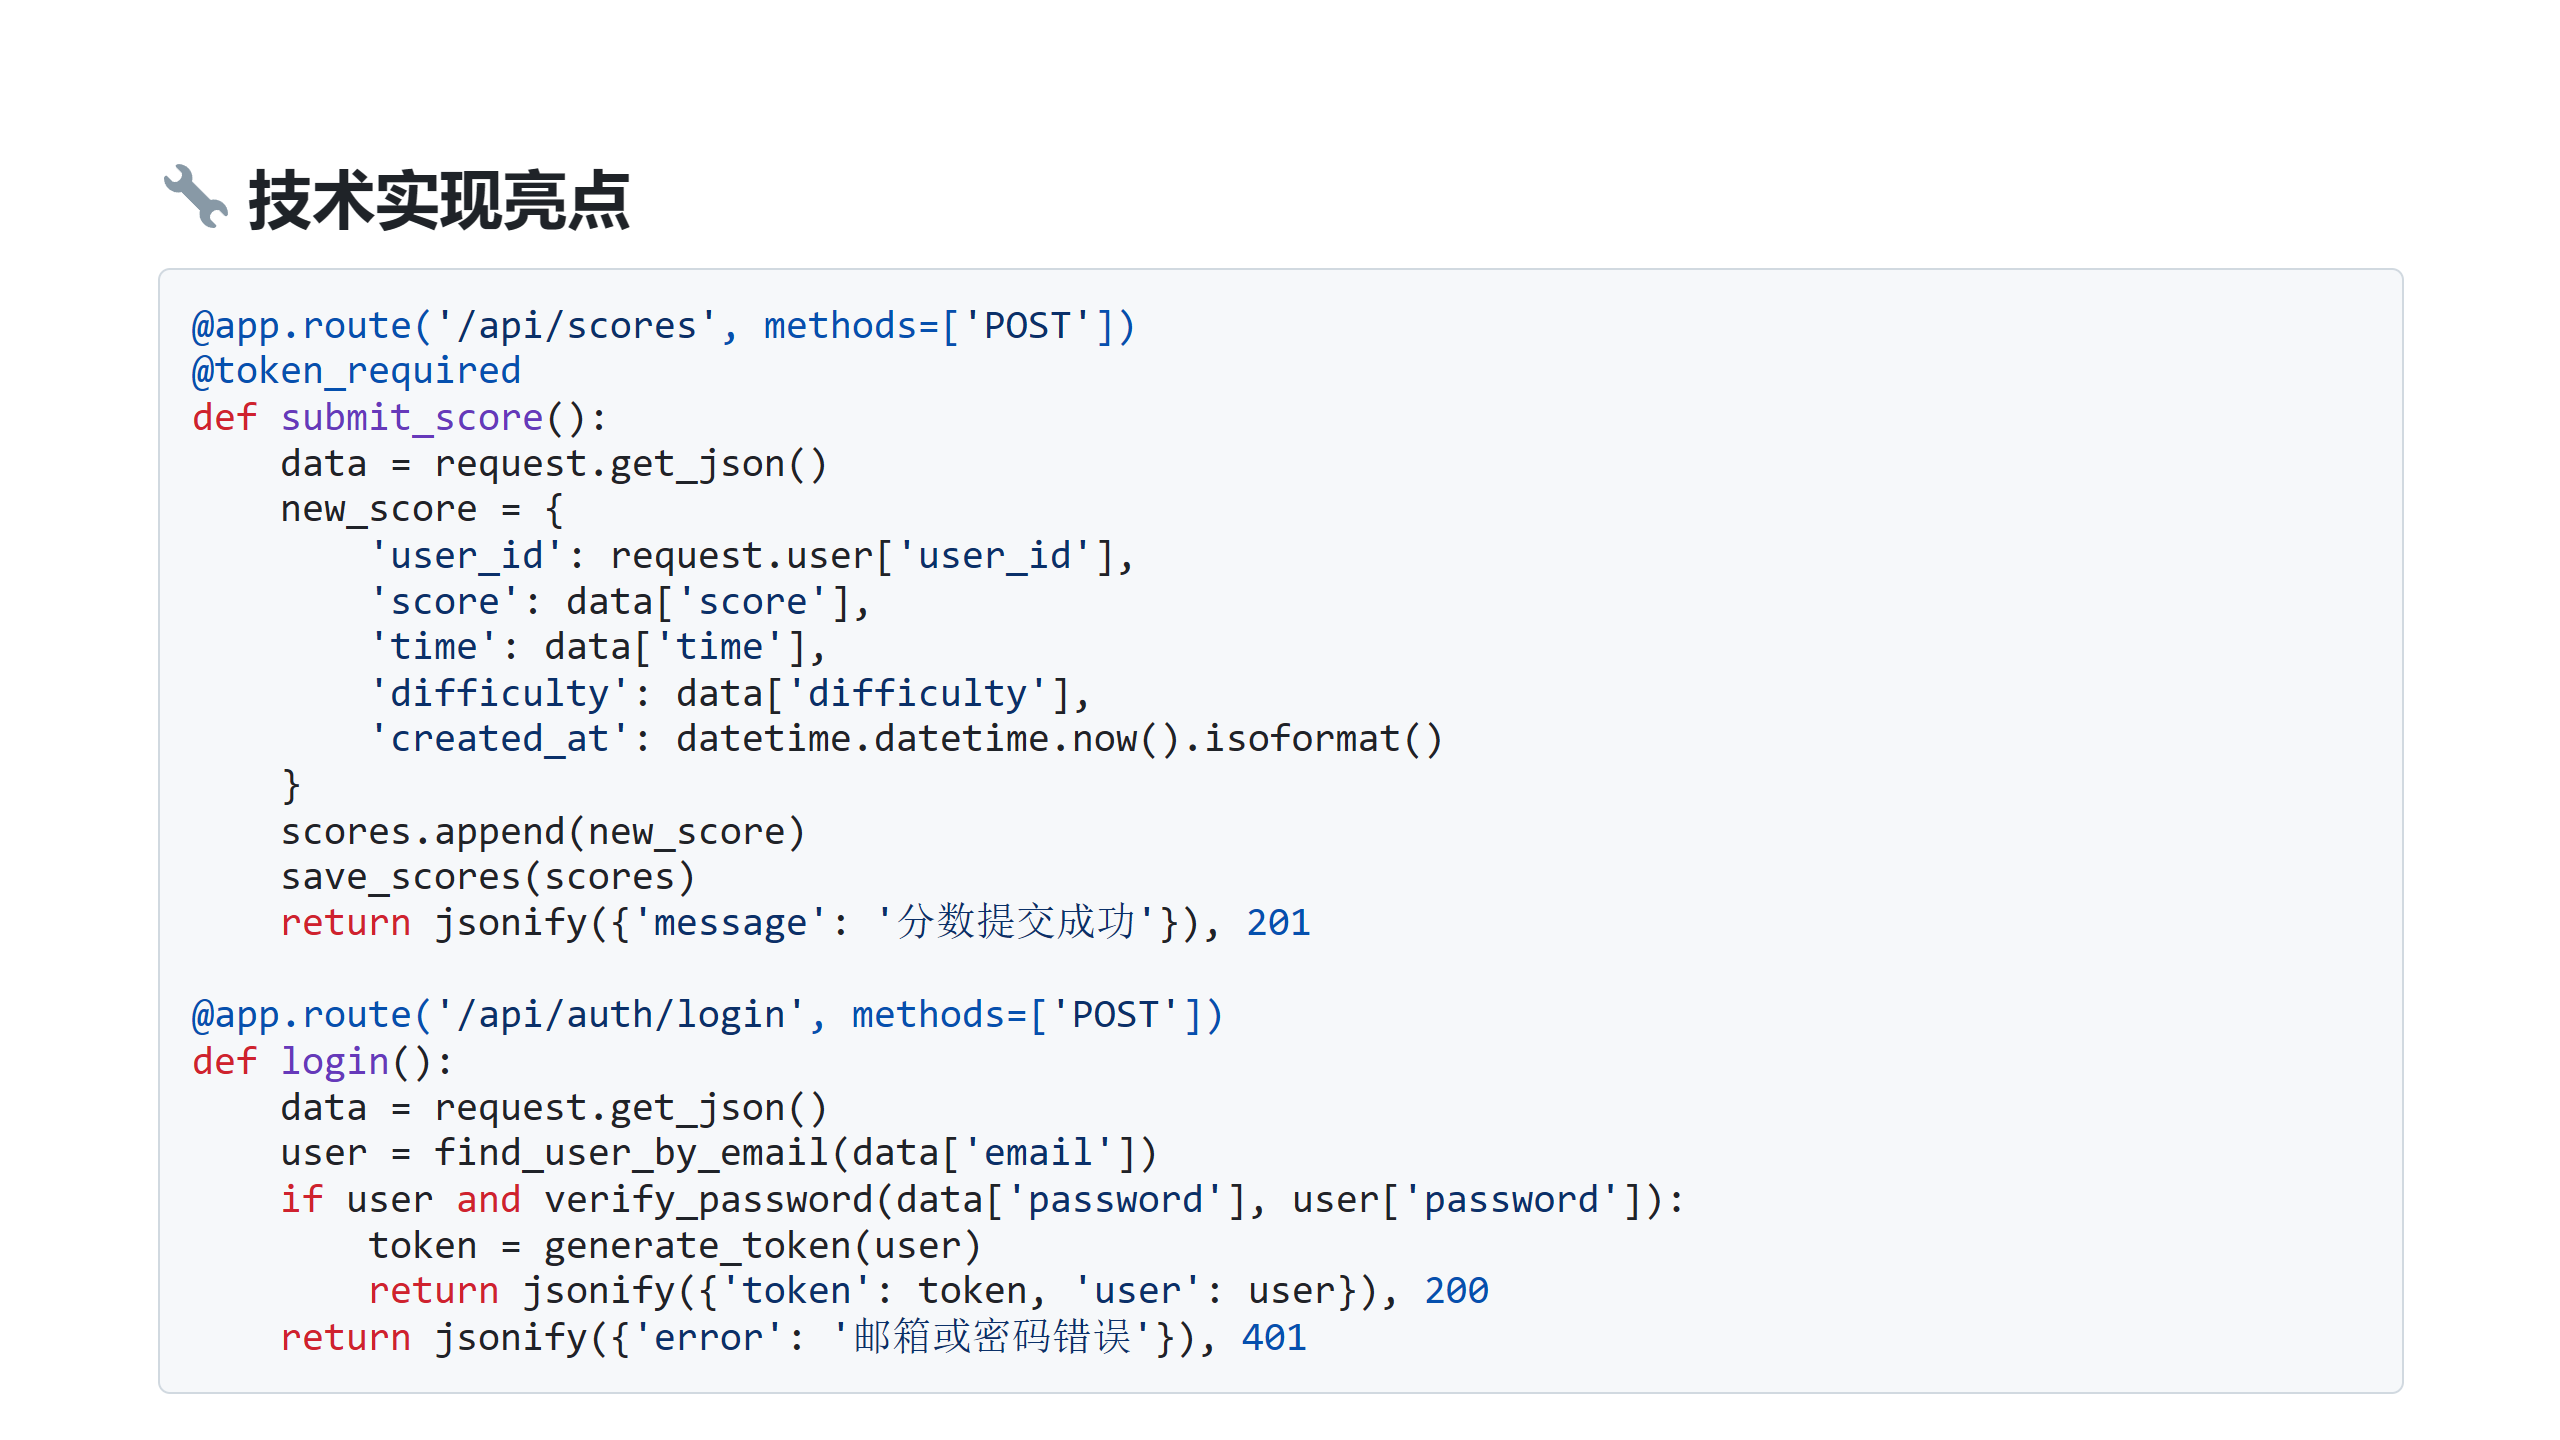 🔧 技术实现亮点
@app.route('/api/scores', methods=['POST'])
@token_required
def submit_score():
    data = request.get_json()
    new_score = {
        'user_id': request.user['user_id'],
        'score': data['score'],
        'time': data['time'],
        'difficulty': data['difficulty'],
        'created_at': datetime.datetime.now().isoformat()
    }
    scores.append(new_score)
    save_scores(scores)
    return jsonify({'message': '分数提交成功'}), 201

@app.route('/api/auth/login', methods=['POST'])
def login():
    data = request.get_json()
    user = find_user_by_email(data['email'])
    if user and verify_password(data['password'], user['password']):
        token = generate_token(user)
        return jsonify({'token': token, 'user': user}), 200
    return jsonify({'error': '邮箱或密码错误'}), 401